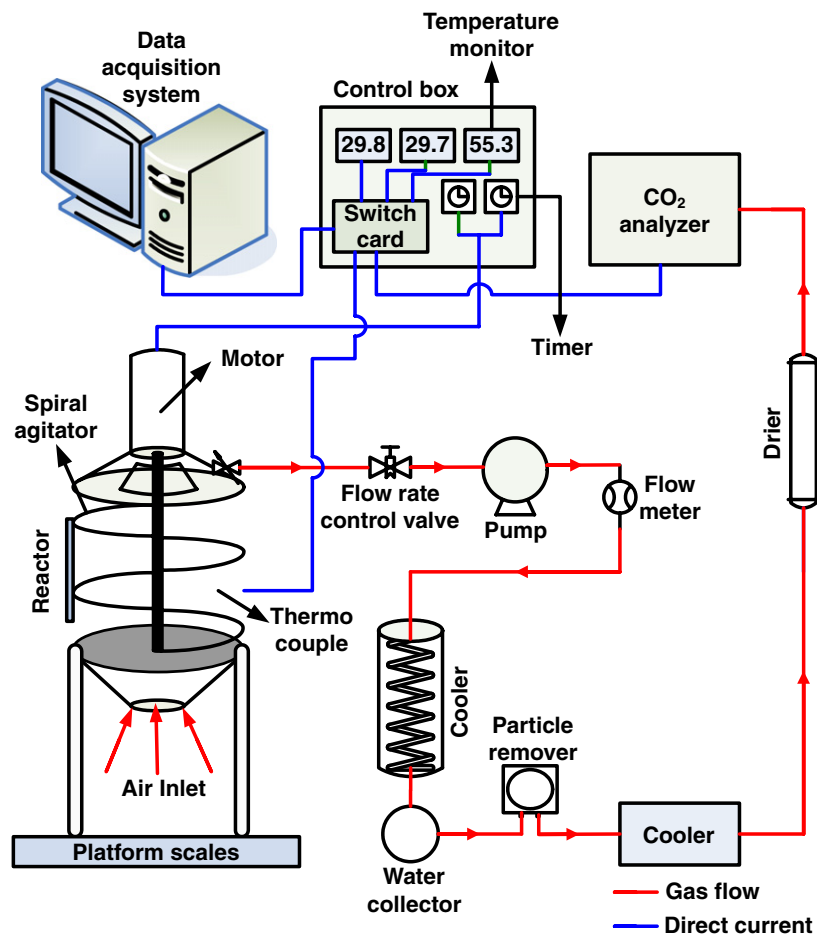 Temperature
monitor
Data
acquisition
system
Control box
29.8
29.7
55.3
Switch
card
CO₂
analyzer
Timer
Motor
Spiral
agitator
Flow rate
control valve
Pump
Flow
meter
Drier
Reactor
Thermo
couple
Cooler
Particle
remover
Air Inlet
Platform scales
Water
collector
Cooler
Gas flow
Direct current